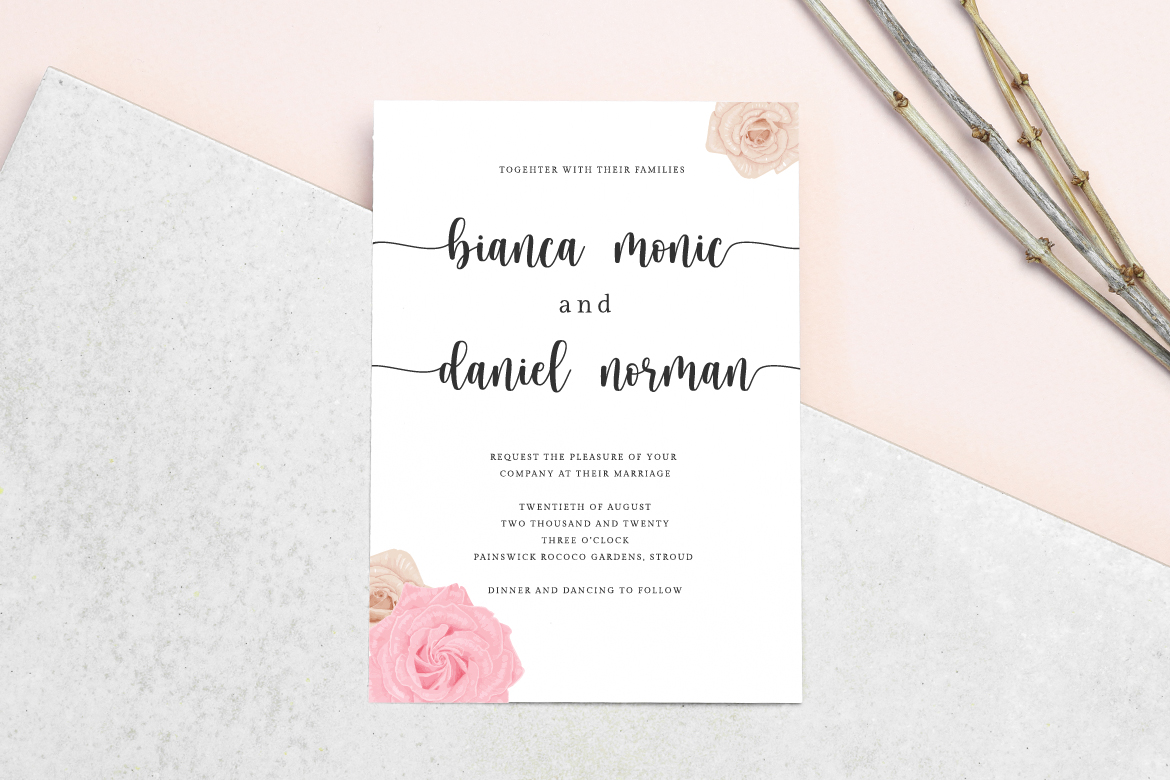 TOGEHTER WITH THEIR FAMILIES
bianca monic
and
daniel norman
REQUEST THE PLEASURE OF YOUR
COMPANY AT THEIR MARRIAGE
TWENTIETH OF AUGUST
TWO THOUSAND AND TWENTY
THREE O'CLOCK
PAINSWICK ROCOCO GARDENS, STROUD
DINNER AND DANCING TO FOLLOW